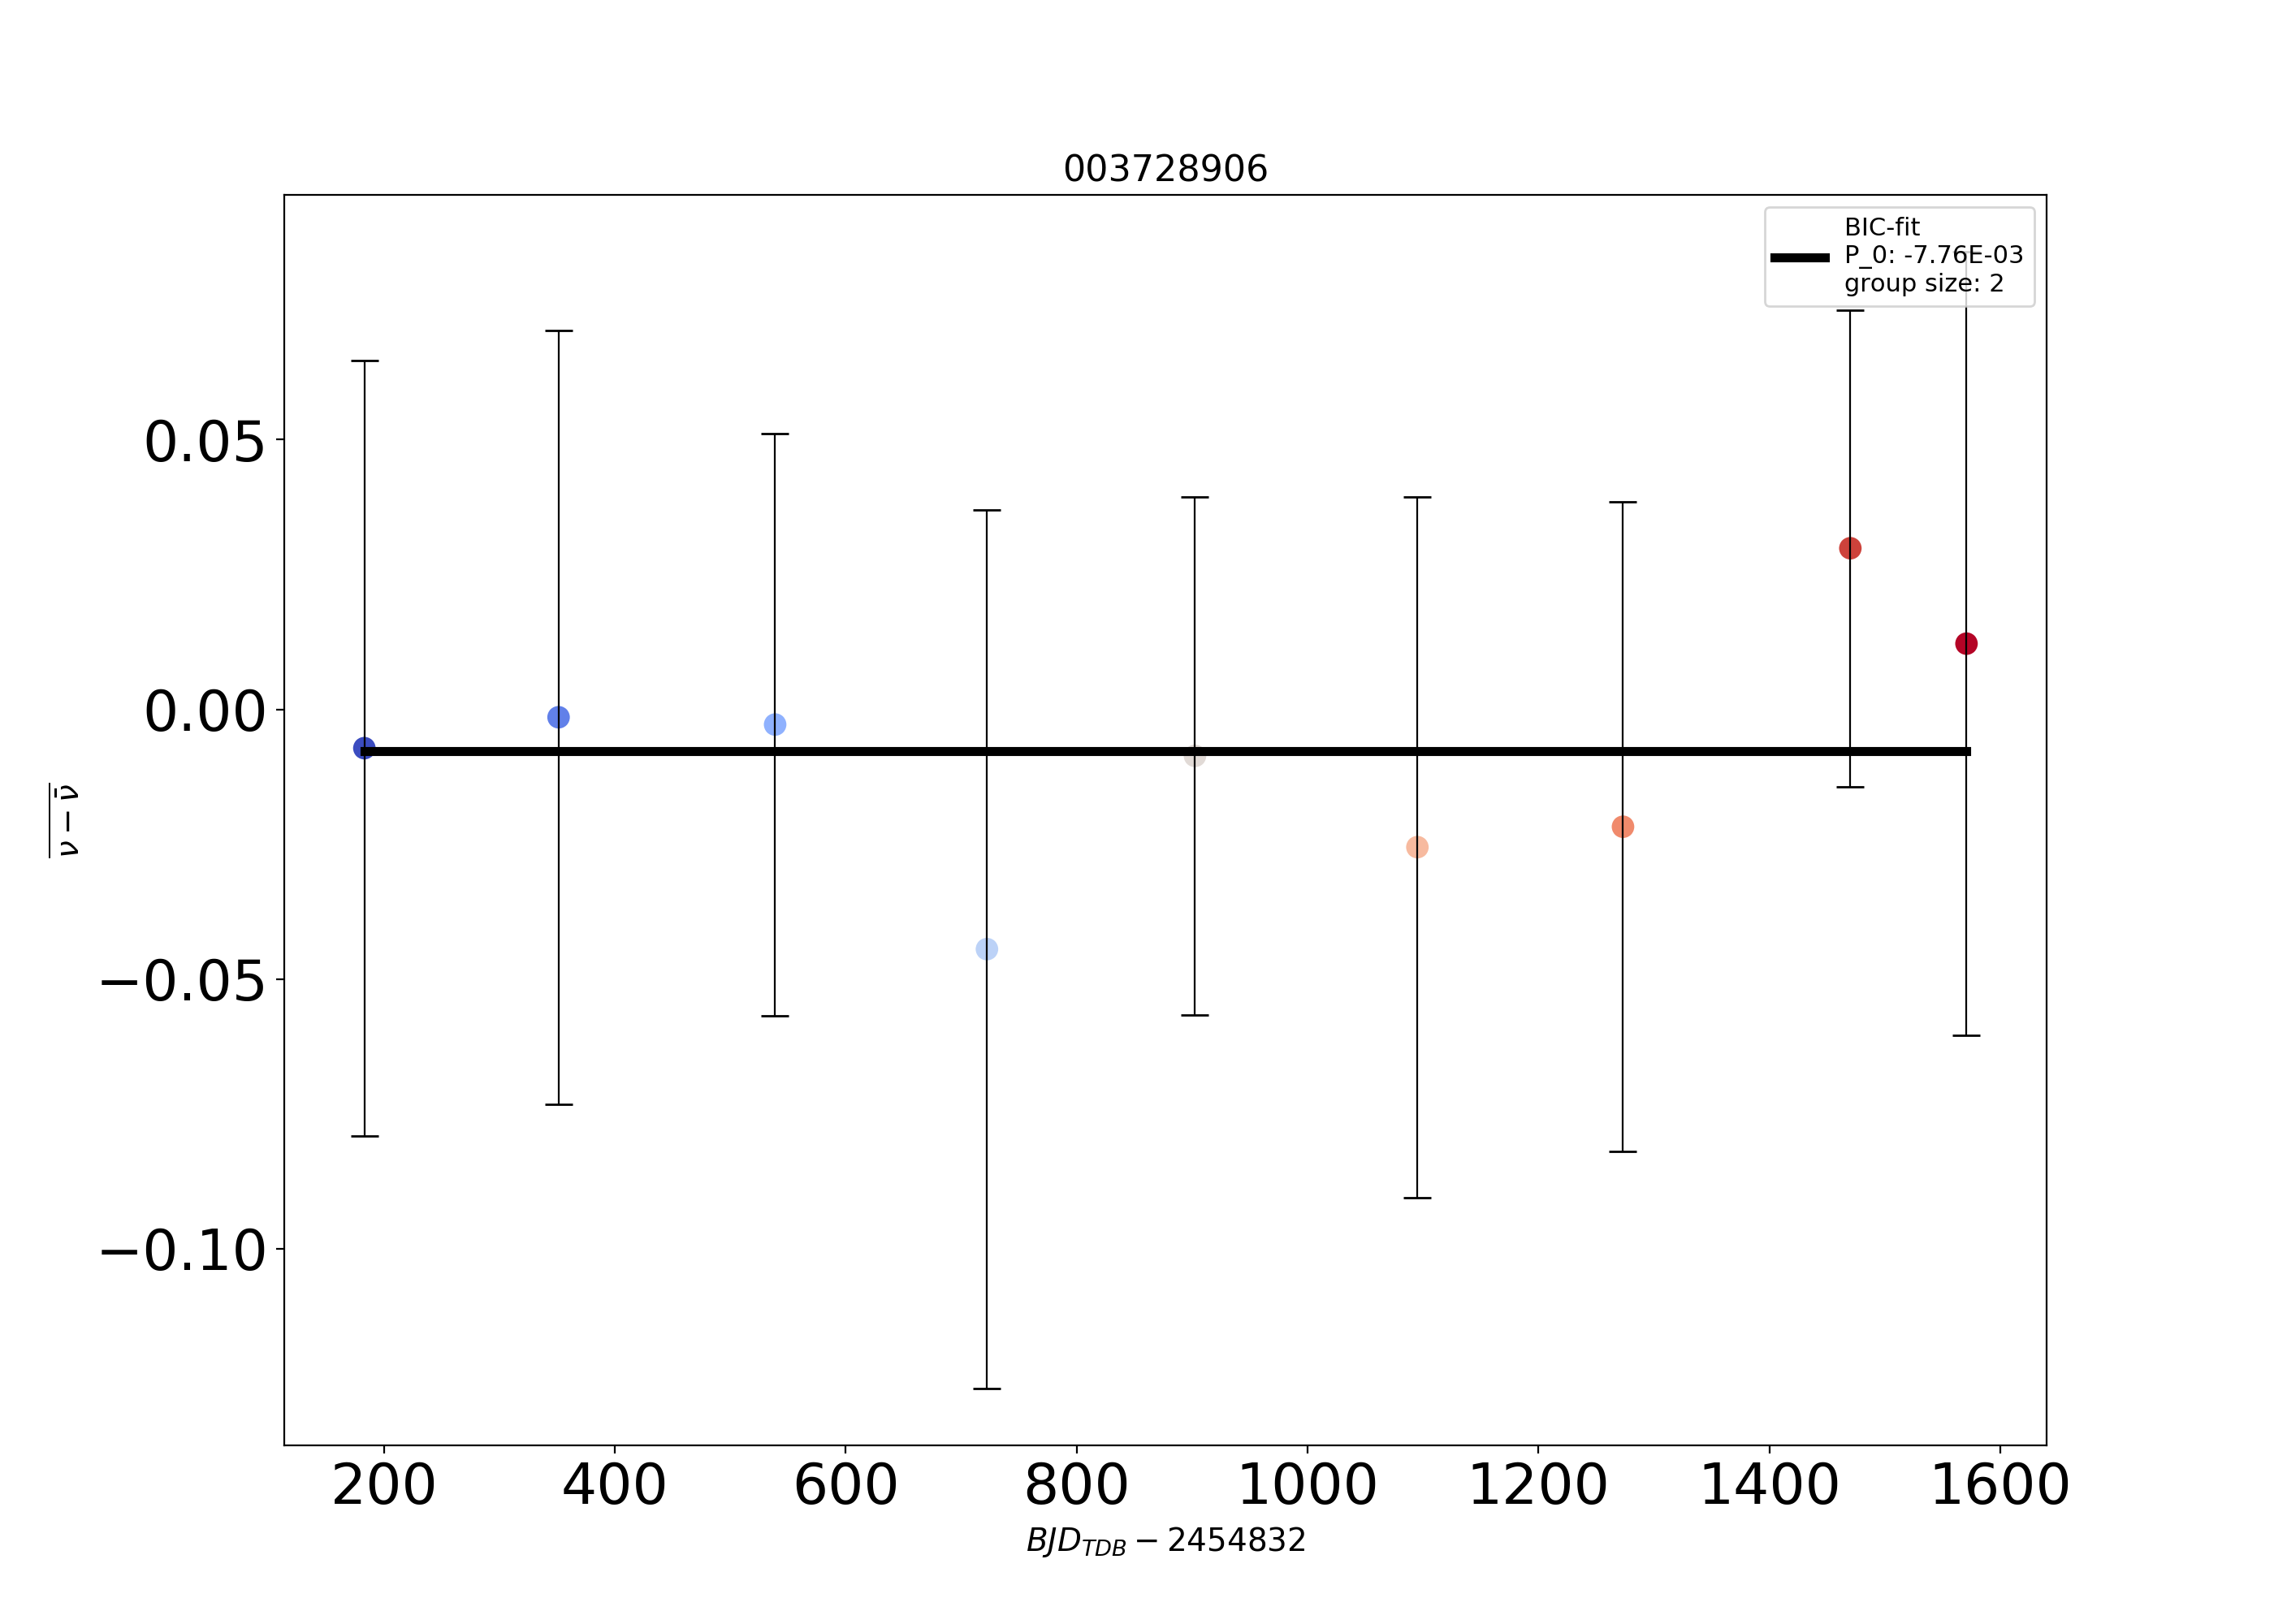 003728906
BIC-fit
P_0: -7.76E-03
group size: 2
0.05
0.00
−0.05
−0.10
ν − ν̄
200 400 600 800 1000 1200 1400 1600
BJD_TDB − 2454832